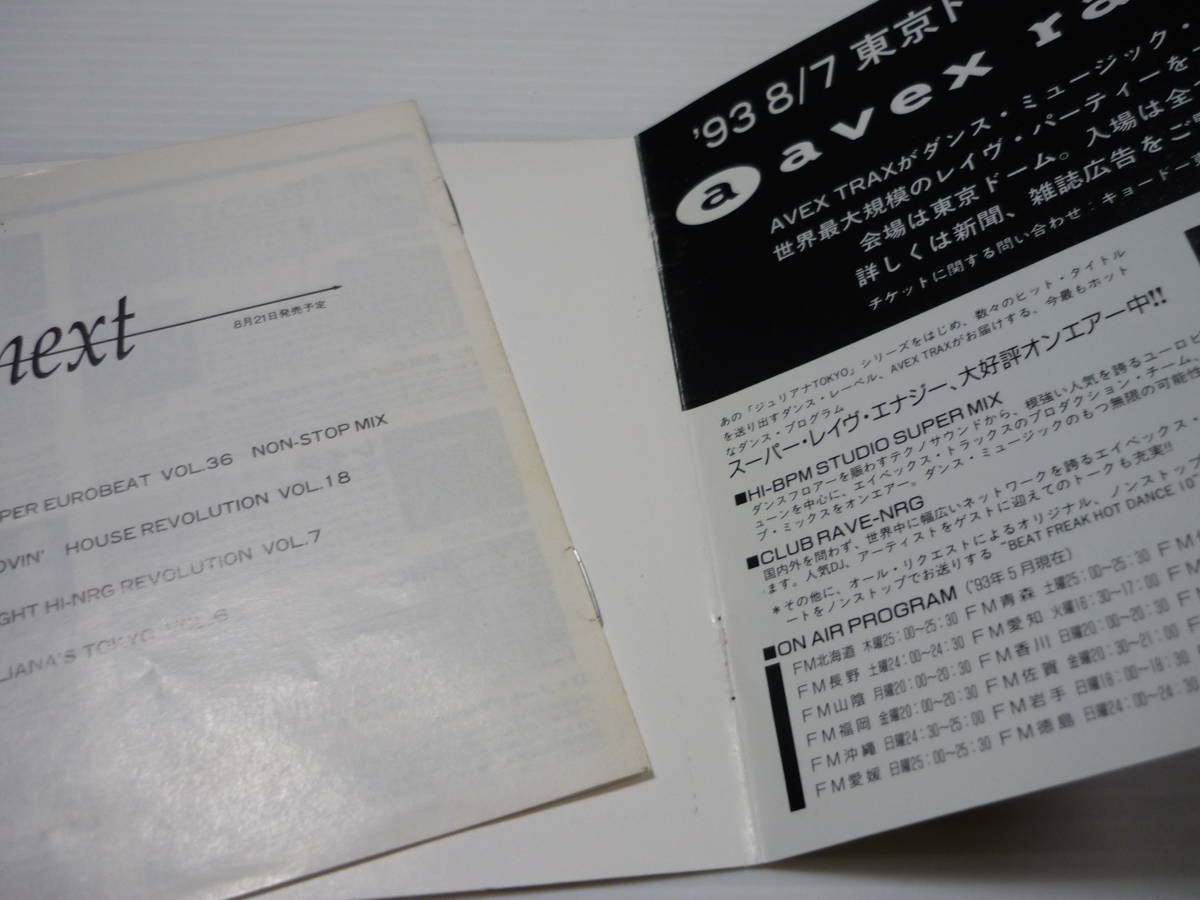 next
8月21日発売予定
PER EUROBEAT VOL.36 NON-STOP MIX
OVIN' HOUSE REVOLUTION VOL.18
GHT HI-NRG REVOLUTION VOL.7
LIANA'S TOKYO VOL.6
'93 8/7 東京ド
a avex ra
AVEX TRAXがダンス・ミュージック・
世界最大規模のレイヴ・パーティーを
会場は東京ドーム。入場は全
詳しくは新聞、雑誌広告をご
チケットに関する問い合わせ：キョードー
あの「ジュリアナTOKYO」シリーズをはじめ、数々のヒット・タイトル
を送り出すダンス・レーベル、AVEX TRAXがお届けする、今最もホット
なダンス・プログラム
スーパー・レイヴ・エナジー、大好評オンエアー中!!
■HI-BPM STUDIO SUPER MIX
ダンスフロアーを賑わすテクノサウンドから、根強い人気を誇るユーロビ
ューンを中心に、エイベックス・トラックスのプロダクション・チーム、
プ・ミックスをオンエアー。ダンス・ミュージックのもつ無限の可能性
■CLUB RAVE-NRG
国内外を問わず、世界中に幅広いネットワークを誇るエイベックス・
ます。人気DJ、アーティストをゲストに迎えてのトークも充実!!
＊その他に、オール・リクエストによるオリジナル、ノンストップ
ートをノンストップでお送りする"BEAT FREAK HOT DANCE 10"
■ON AIR PROGRAM ('93年5月現在)
FM北海道 木曜25:00〜25:30 FM青森 土曜25:00〜25:30 FM
FM長野 土曜24:00〜24:30 FM愛知 火曜16:30〜17:00 FM
FM山陰 月曜20:00〜20:30 FM香川 日曜20:00〜20:30
FM福岡 金曜20:00〜20:30 FM佐賀 金曜20:30〜21:00
FM沖縄 日曜24:30〜25:00 FM岩手 日曜18:00〜18:30
FM愛媛 日曜25:00〜25:30 FM徳島 日曜24:00〜24:30